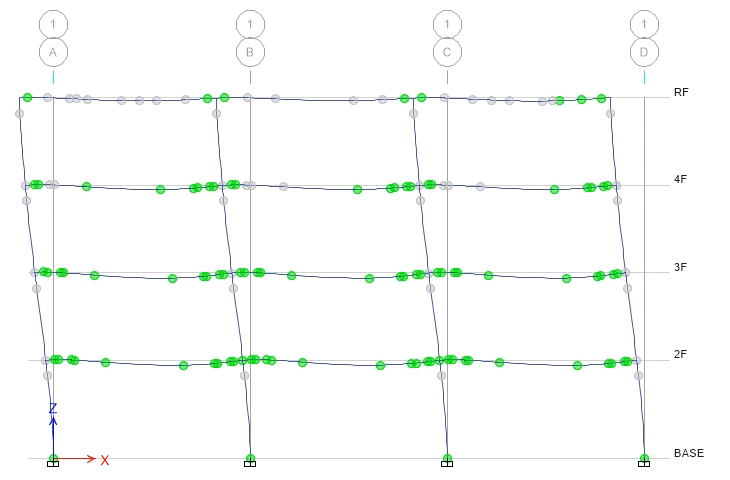 1 1 1 1
A B C D
RF
4F
3F
2F
Z
X
BASE